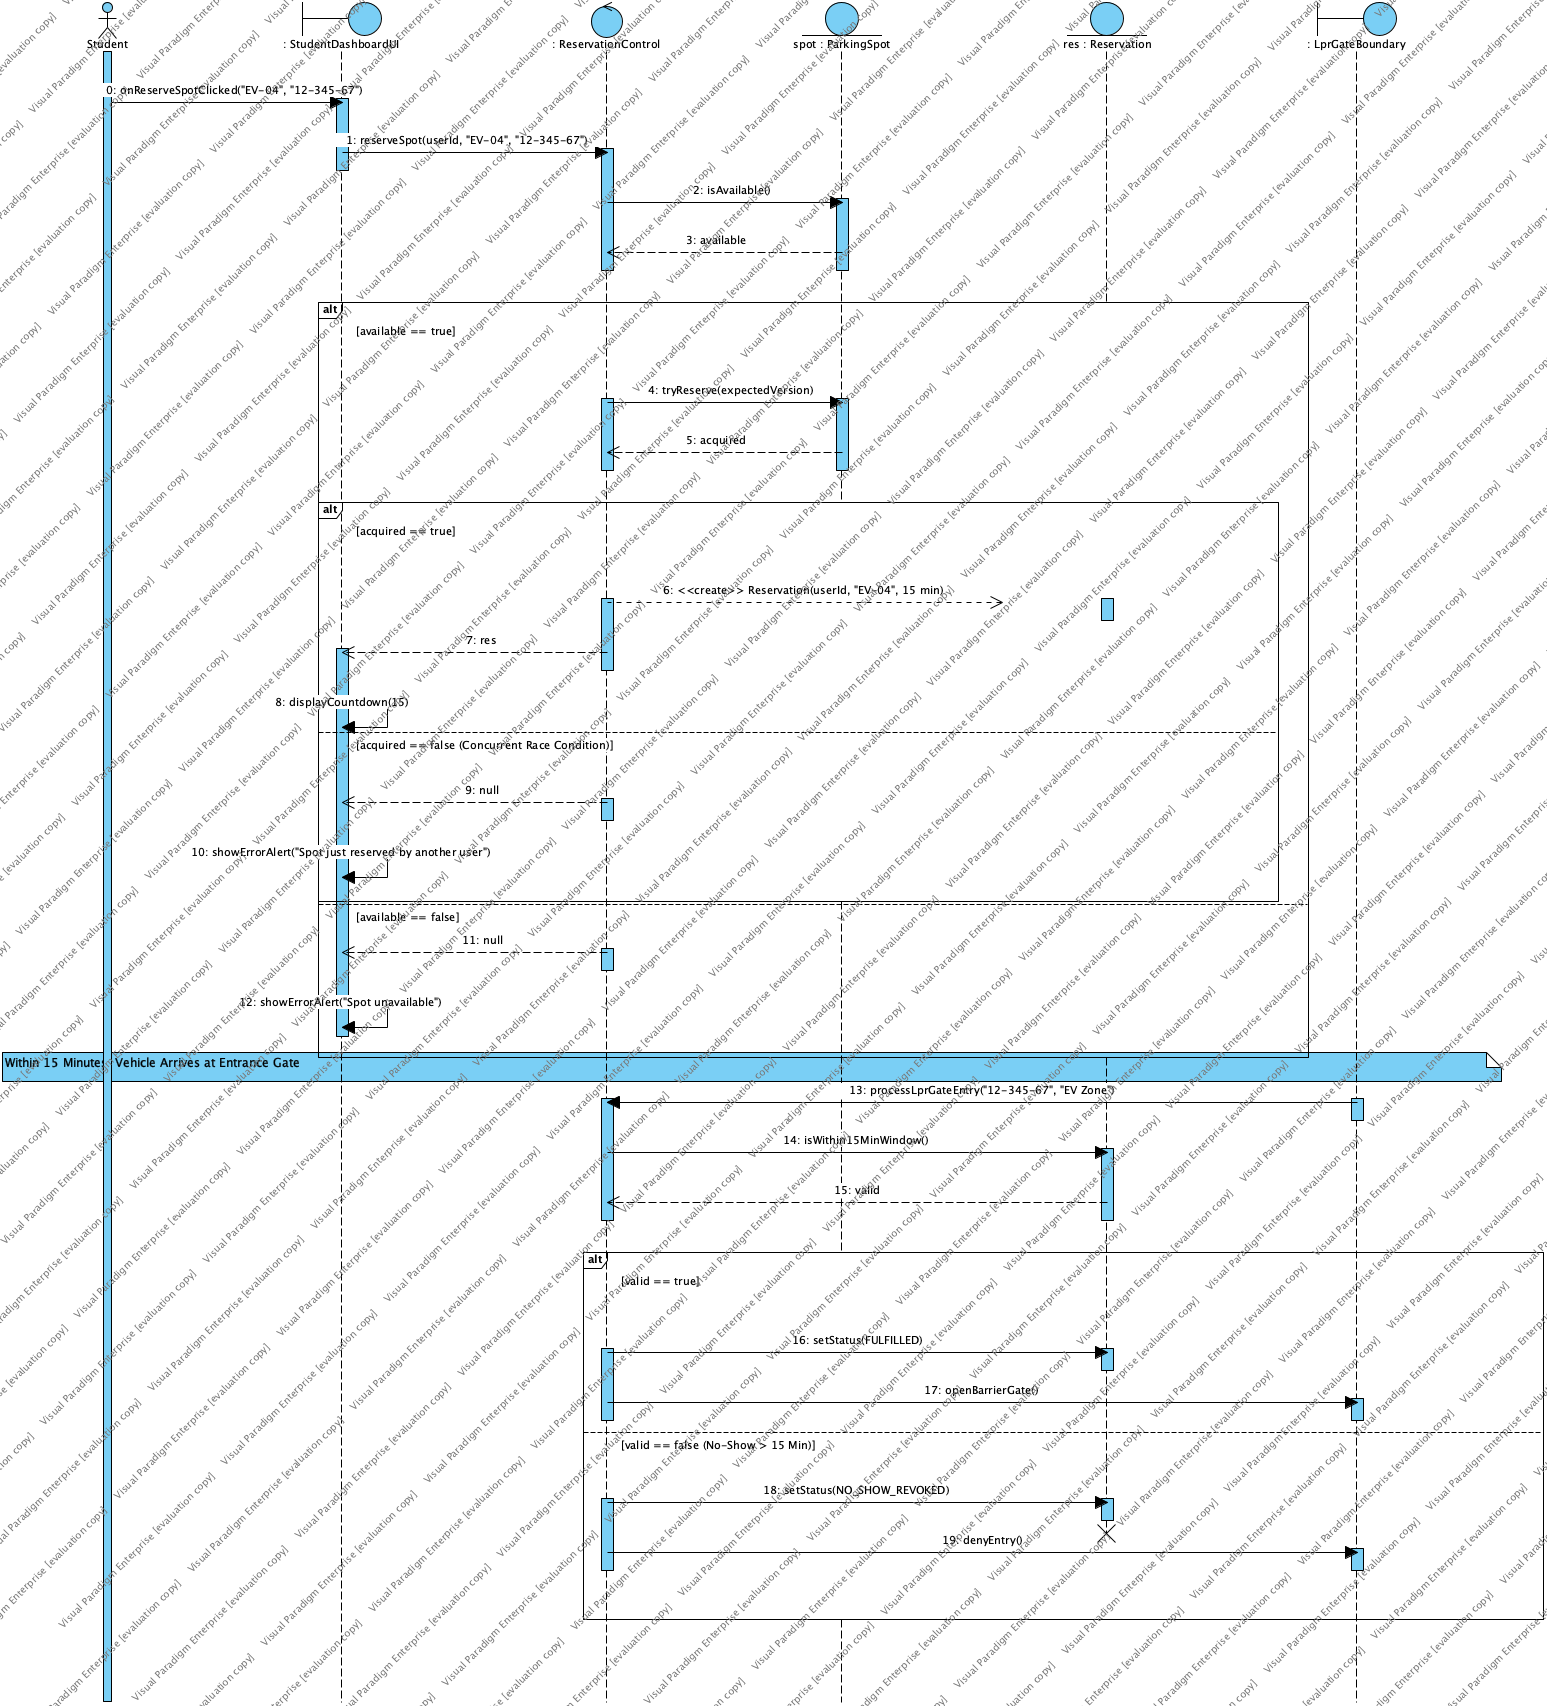 Student
: StudentDashboardUI
: ReservationControl
spot : ParkingSpot
res : Reservation
: LprGateBoundary
0: onReserveSpotClicked("EV-04", "12-345-67")
1: reserveSpot(userId, "EV-04", "12-345-67")
2: isAvailable()
3: available
alt
[available == true]
4: tryReserve(expectedVersion)
5: acquired
alt
[acquired == true]
6: <<create>> Reservation(userId, "EV-04", 15 min)
7: res
8: displayCountdown(15)
[acquired == false (Concurrent Race Condition)]
9: null
10: showErrorAlert("Spot just reserved by another user")
[available == false]
11: null
12: showErrorAlert("Spot unavailable")
Within 15 Minutes: Vehicle Arrives at Entrance Gate
13: processLprGateEntry("12-345-67", "EV Zone")
14: isWithin15MinWindow()
15: valid
alt
[valid == true]
16: setStatus(FULFILLED)
17: openBarrierGate()
[valid == false (No-Show > 15 Min)]
18: setStatus(NO_SHOW_REVOKED)
19: denyEntry()
Visual Paradigm Enterprise [evaluation copy]